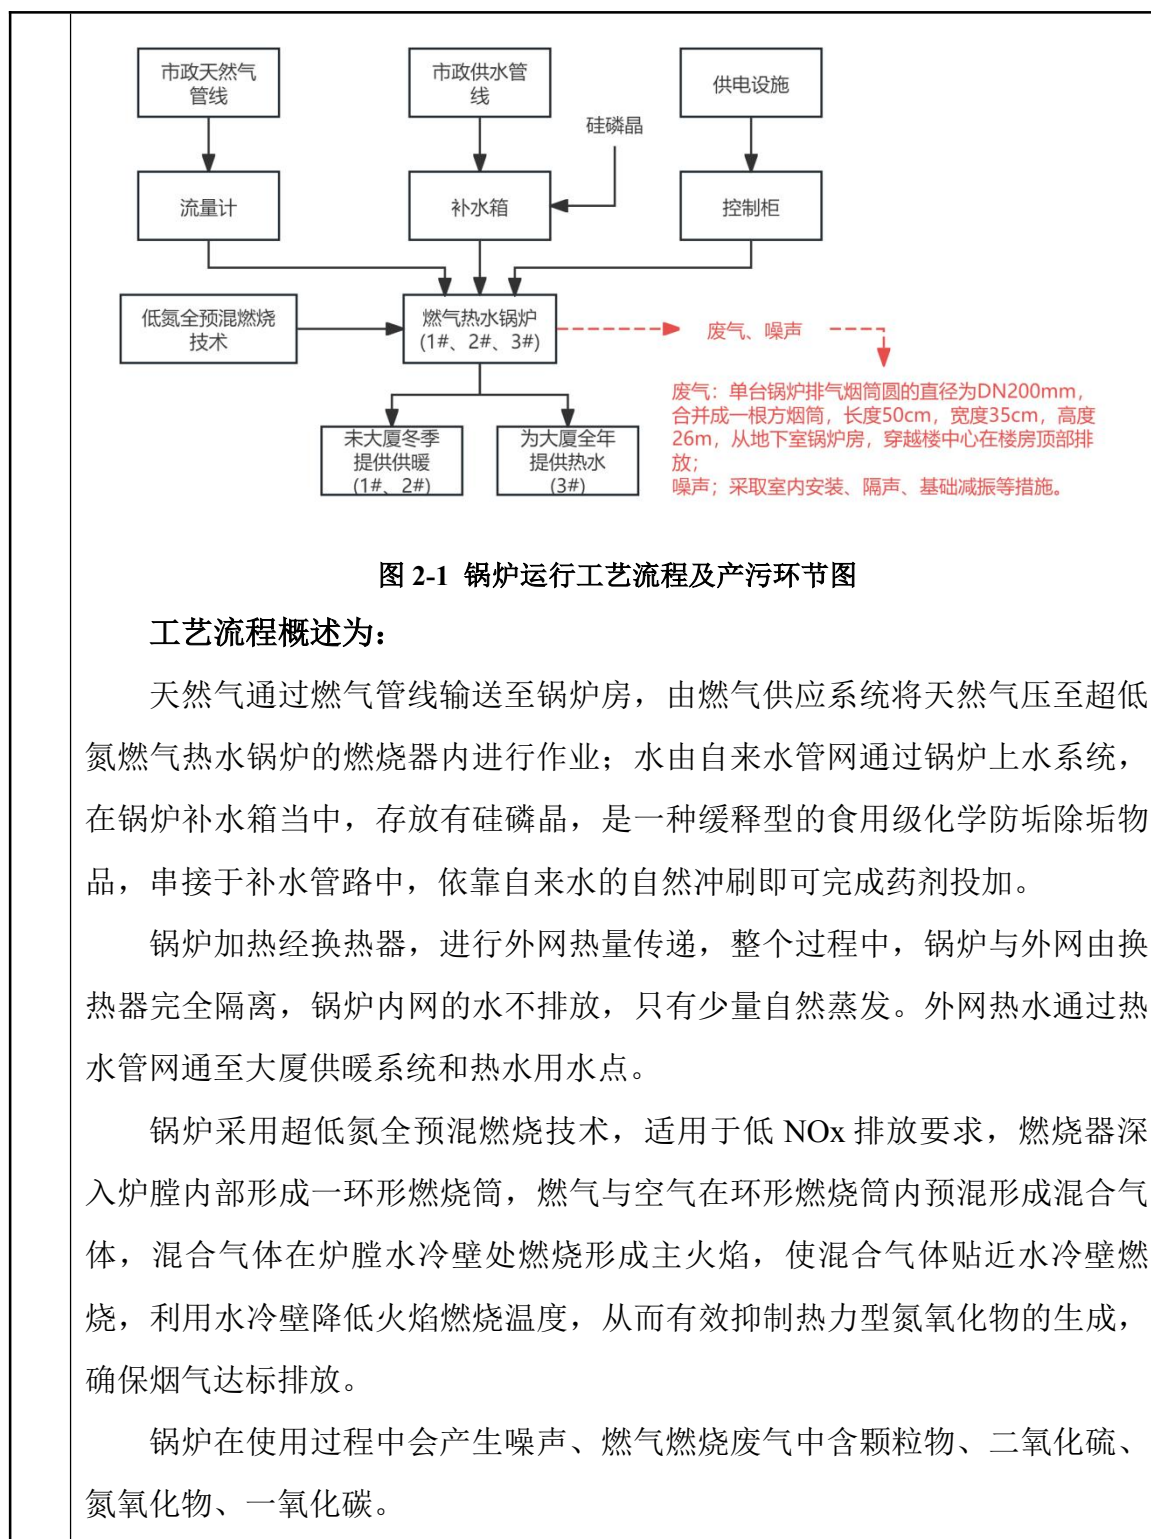 市政天然气
管线
市政供水管
线
供电设施
硅磷晶
流量计
补水箱
控制柜
低氮全预混燃烧
技术
燃气热水锅炉
(1#、2#、3#)
废气、噪声
废气：单台锅炉排气烟筒圆的直径为DN200mm，
合并成一根方烟筒，长度50cm，宽度35cm，高度
26m，从地下室锅炉房，穿越楼中心在楼房顶部排
放；
噪声；采取室内安装、隔声、基础减振等措施。
未大厦冬季
提供供暖
(1#、2#)
为大厦全年
提供热水
(3#)
图 2-1 锅炉运行工艺流程及产污环节图
工艺流程概述为：
天然气通过燃气管线输送至锅炉房，由燃气供应系统将天然气压至超低
氮燃气热水锅炉的燃烧器内进行作业；水由自来水管网通过锅炉上水系统，
在锅炉补水箱当中，存放有硅磷晶，是一种缓释型的食用级化学防垢除垢物
品，串接于补水管路中，依靠自来水的自然冲刷即可完成药剂投加。
锅炉加热经换热器，进行外网热量传递，整个过程中，锅炉与外网由换
热器完全隔离，锅炉内网的水不排放，只有少量自然蒸发。外网热水通过热
水管网通至大厦供暖系统和热水用水点。
锅炉采用超低氮全预混燃烧技术，适用于低 NOx 排放要求，燃烧器深
入炉膛内部形成一环形燃烧筒，燃气与空气在环形燃烧筒内预混形成混合气
体，混合气体在炉膛水冷壁处燃烧形成主火焰，使混合气体贴近水冷壁燃
烧，利用水冷壁降低火焰燃烧温度，从而有效抑制热力型氮氧化物的生成，
确保烟气达标排放。
锅炉在使用过程中会产生噪声、燃气燃烧废气中含颗粒物、二氧化硫、
氮氧化物、一氧化碳。